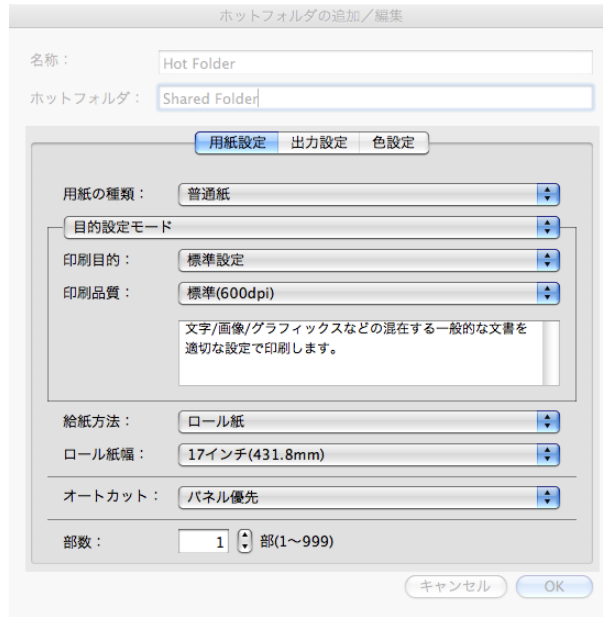 ホットフォルダの追加／編集
名称：
Hot Folder
ホットフォルダ：
Shared Folder
用紙設定 出力設定 色設定
用紙の種類： 普通紙
目的設定モード
印刷目的： 標準設定
印刷品質： 標準(600dpi)
文字/画像/グラフィックスなどの混在する一般的な文書を
適切な設定で印刷します。
給紙方法： ロール紙
ロール紙幅： 17インチ(431.8mm)
オートカット： パネル優先
部数： 1 部(1〜999)
キャンセル OK